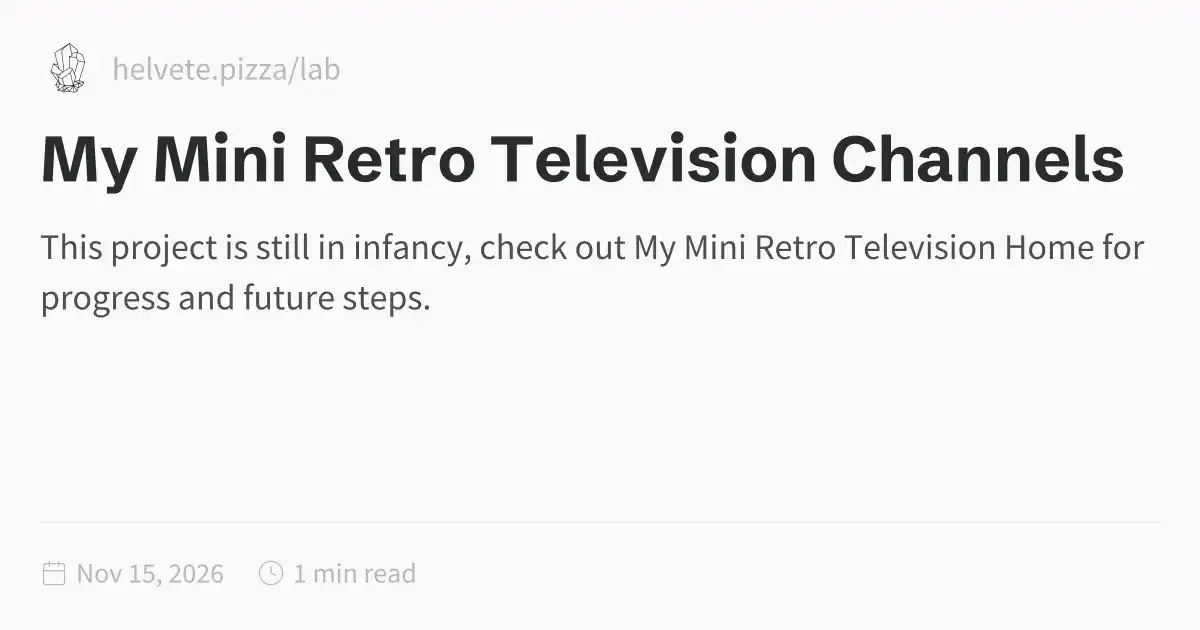 helvete.pizza/lab
My Mini Retro Television Channels
This project is still in infancy, check out My Mini Retro Television Home for
progress and future steps.
Nov 15, 2026
1 min read